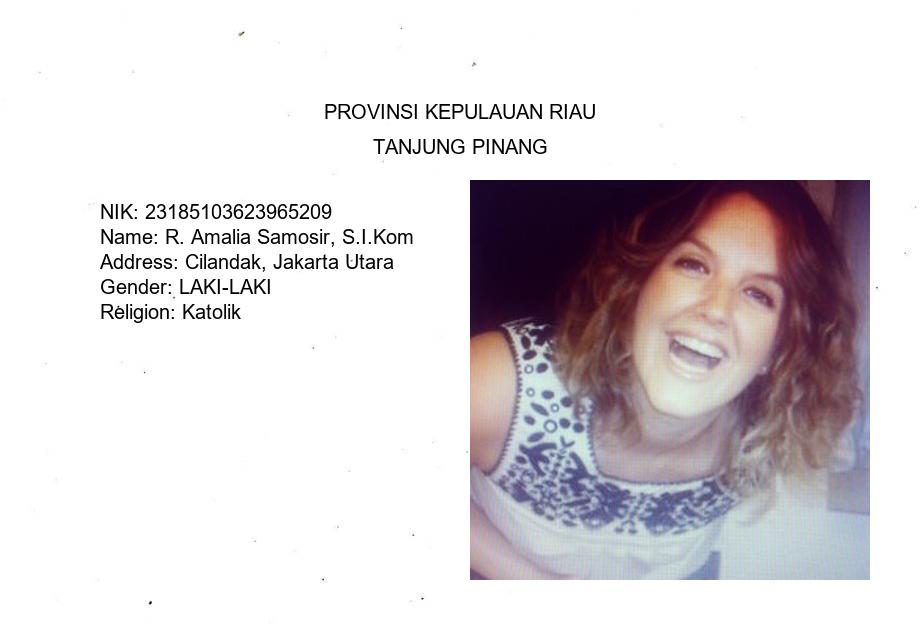 PROVINSI KEPULAUAN RIAU
TANJUNG PINANG
NIK: 23185103623965209
Name: R. Amalia Samosir, S.I.Kom
Address: Cilandak, Jakarta Utara
Gender: LAKI-LAKI
Religion: Katolik